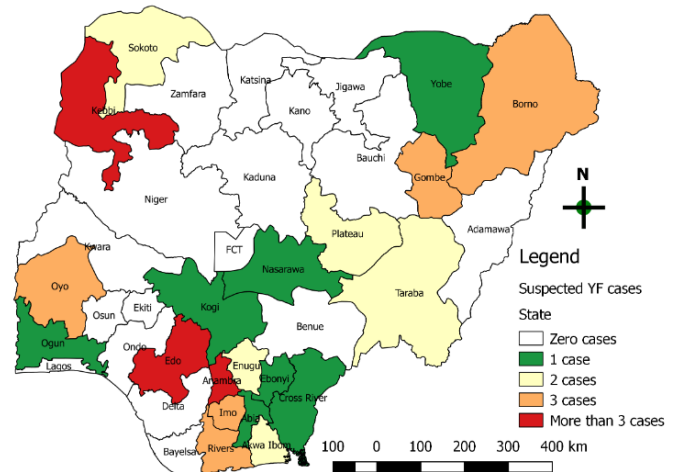 Sokoto
Katsina
Jigawa
Yobe
Zamfara
Kebbi
Kano
Borno
Bauchi
Gombe
Kaduna
Niger
N
Adamawa
Plateau
Kwara
FCT
Legend
Nasarawa
Oyo
Taraba
Suspected YF cases
Kogi
Osun
Ekiti
State
Benue
Zero cases
Ogun
Ondo
1 case
Edo
Lagos
Enugu
2 cases
Anambra
Ebonyi
Cross River
3 cases
Delta
Imo
Abia
More than 3 cases
Rivers
Akwa Ibom
Bayelsa
100 0 100 200 300 400 km